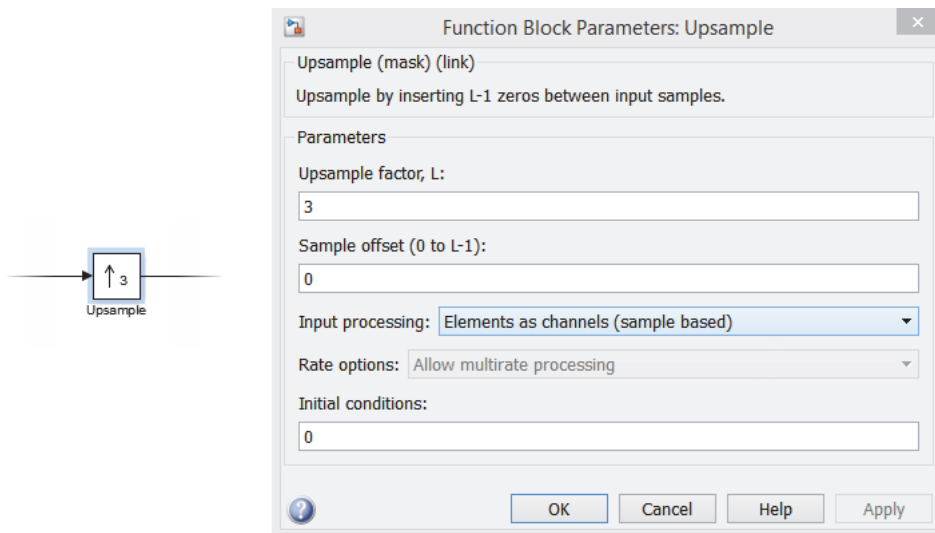 Function Block Parameters: Upsample
Upsample (mask) (link)
Upsample by inserting L-1 zeros between input samples.
Parameters
Upsample factor, L:
3
Sample offset (0 to L-1):
0
Input processing: Elements as channels (sample based)
Rate options: Allow multirate processing
Initial conditions:
0
OK Cancel Help Apply
↑ 3
Upsample